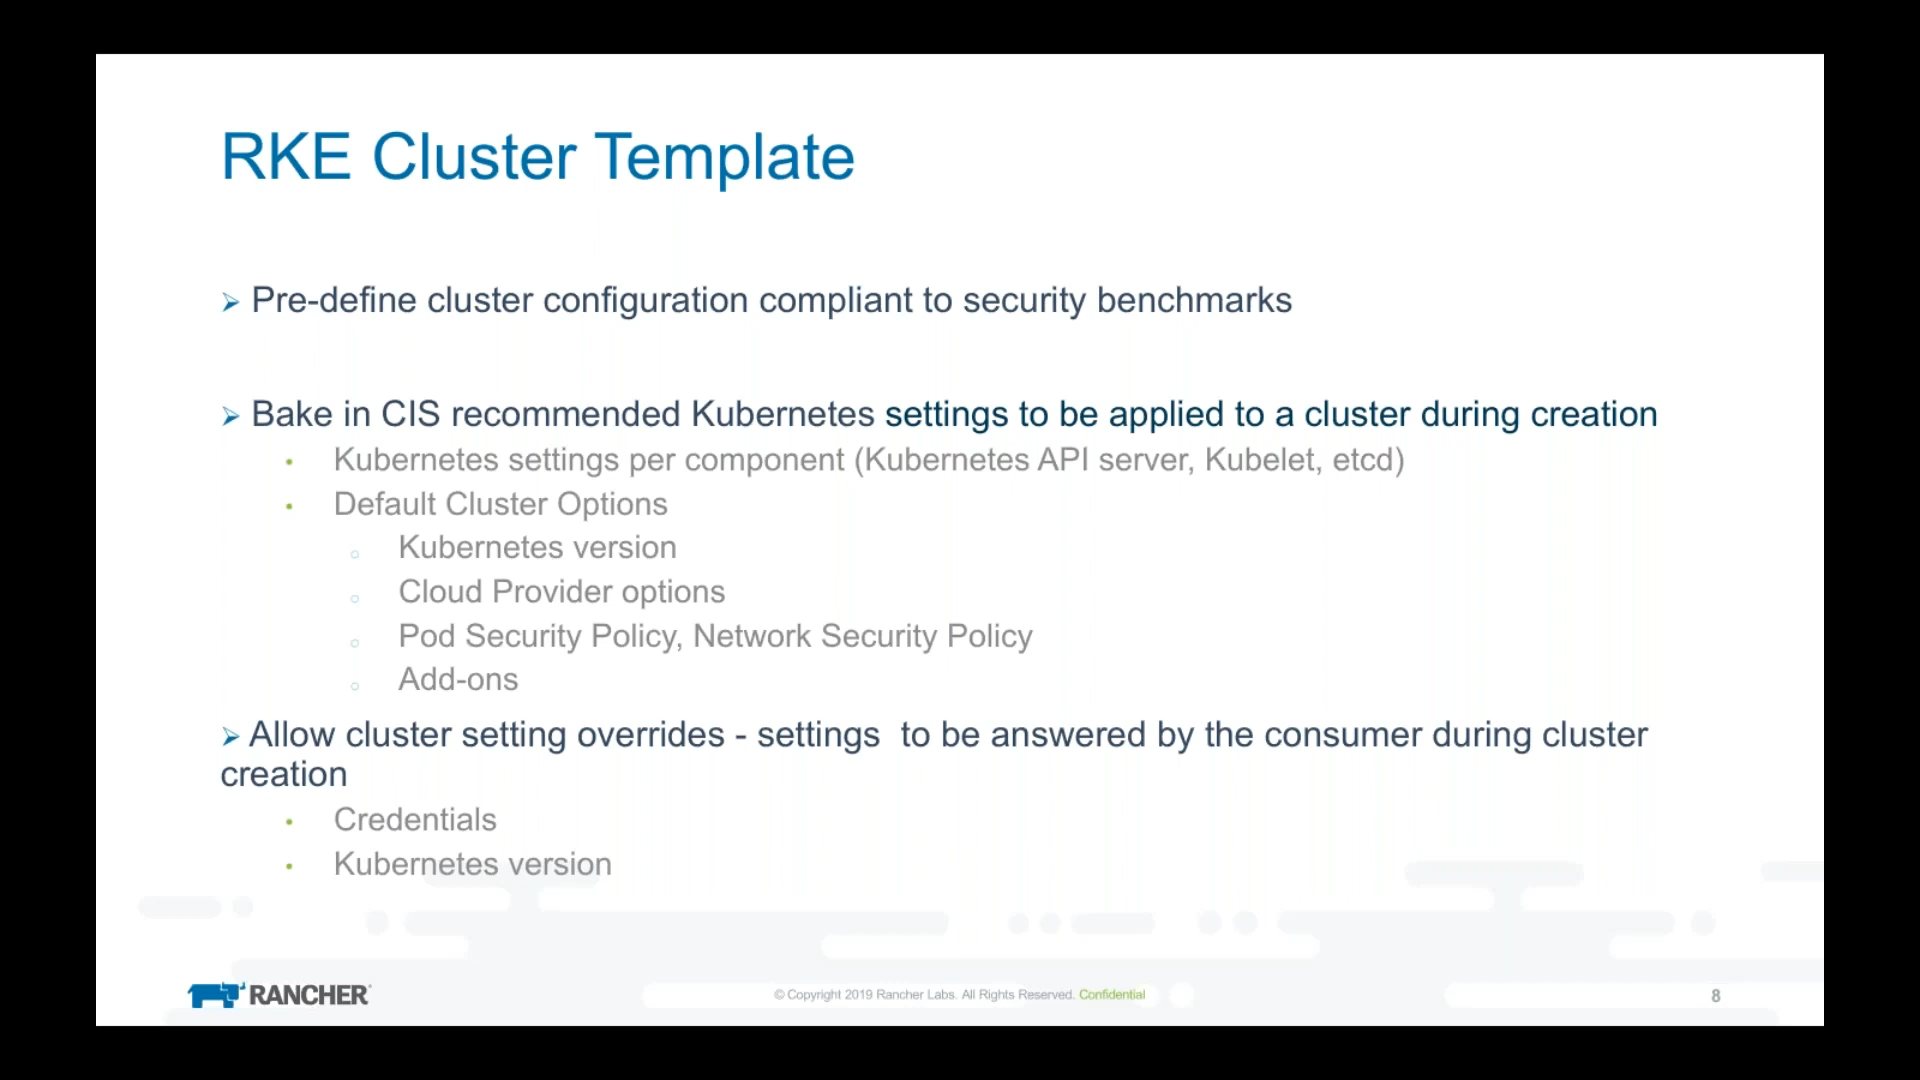 RKE Cluster Template
➢ Pre-define cluster configuration compliant to security benchmarks
➢ Bake in CIS recommended Kubernetes settings to be applied to a cluster during creation
• Kubernetes settings per component (Kubernetes API server, Kubelet, etcd)
• Default Cluster Options
○ Kubernetes version
○ Cloud Provider options
○ Pod Security Policy, Network Security Policy
○ Add-ons
➢ Allow cluster setting overrides - settings  to be answered by the consumer during cluster
creation
• Credentials
• Kubernetes version
RANCHER
© Copyright 2019 Rancher Labs. All Rights Reserved. Confidential
8